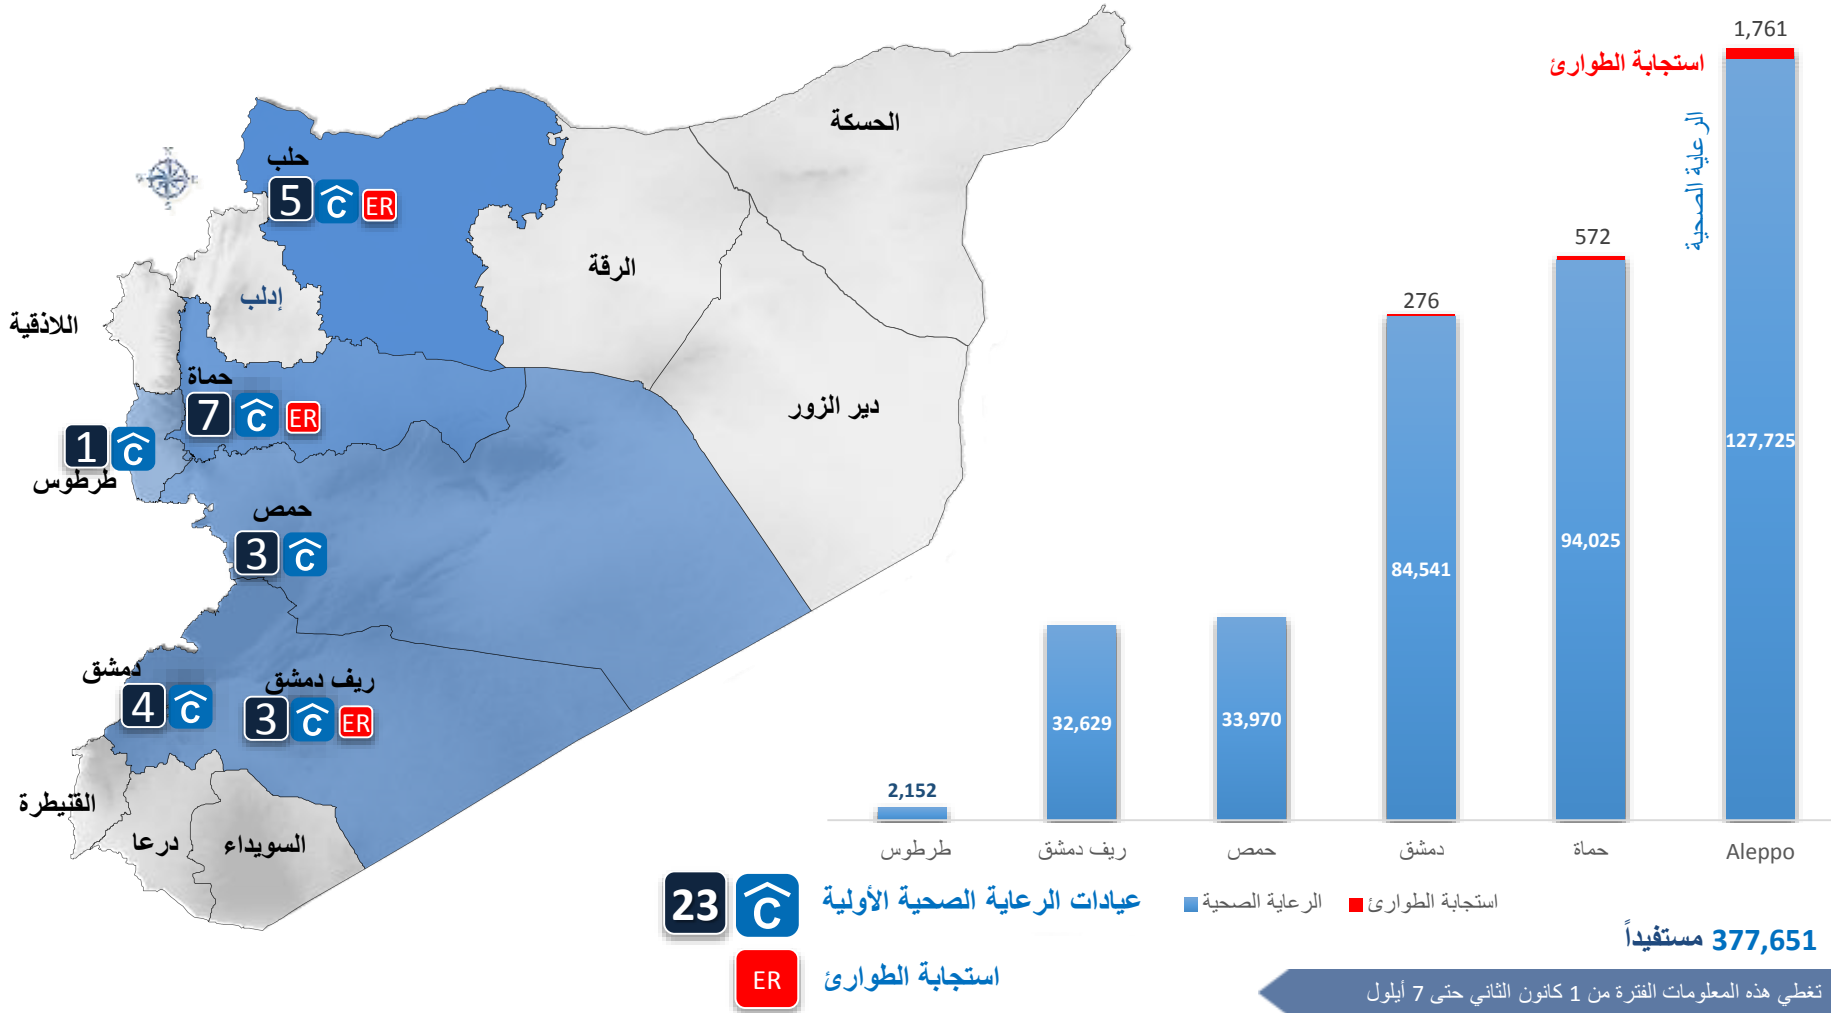 الحسكة
حلب
5 C ER
الرقة
إدلب
اللاذقية
حماة
7 C ER
دير الزور
1 C
طرطوس
حمص
3 C
دمشق
4 C
ريف دمشق
3 C ER
القنيطرة
درعا
السويداء
1,761
استجابة الطوارئ
الرعاية الصحية
572
276
127,725
94,025
84,541
33,970
32,629
2,152
طرطوس
ريف دمشق
حمص
دمشق
حماة
Aleppo
23 C عيادات الرعاية الصحية الأولية
ER استجابة الطوارئ
الرعاية الصحية
استجابة الطوارئ
377,651 مستفيداً
تغطي هذه المعلومات الفترة من 1 كانون الثاني حتى 7 أيلول